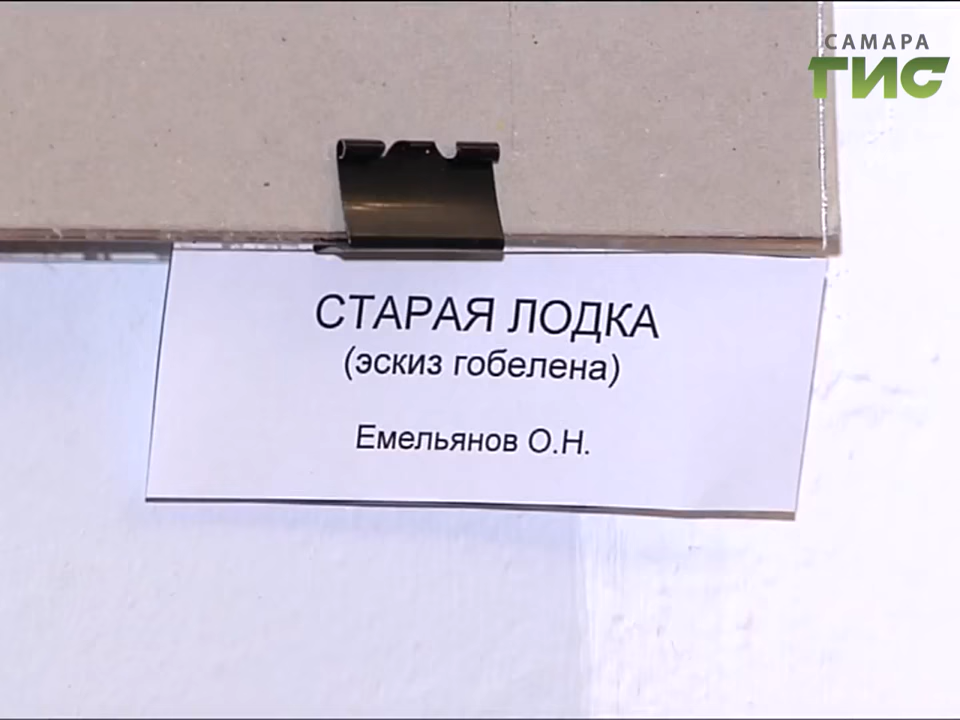 САМАРА
ГИС
СТАРАЯ ЛОДКА
(эскиз гобелена)
Емельянов О.Н.